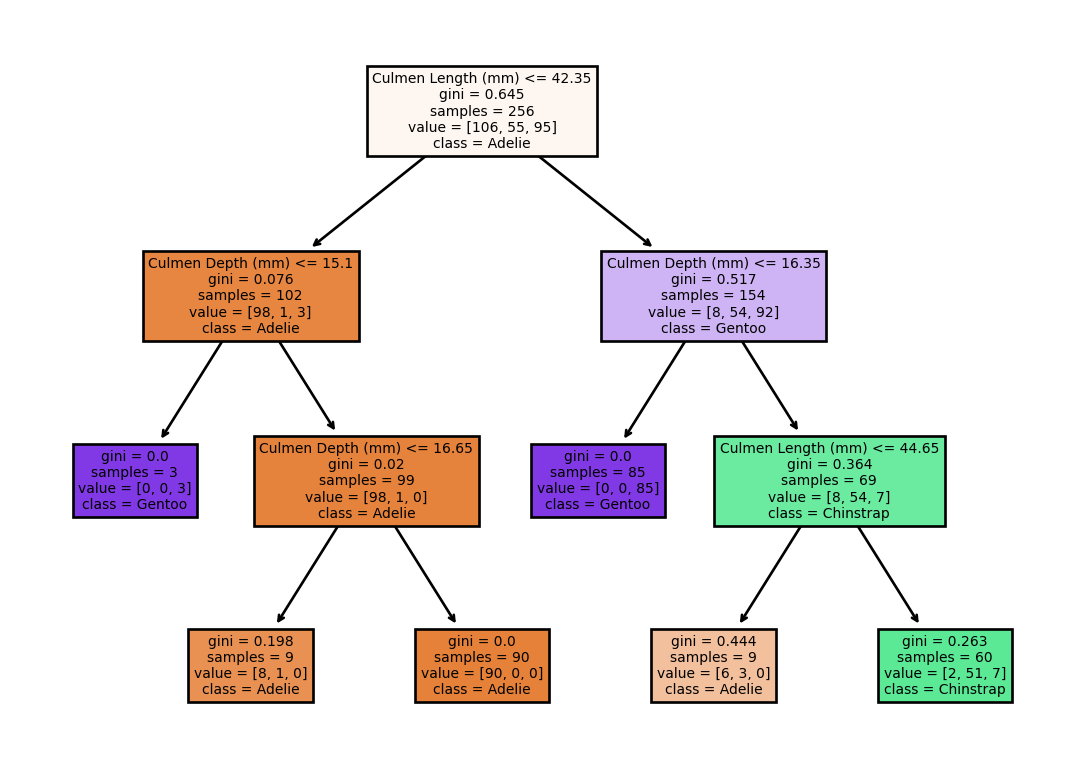 Culmen Length (mm) <= 42.35
gini = 0.645
samples = 256
value = [106, 55, 95]
class = Adelie
Culmen Depth (mm) <= 15.1
gini = 0.076
samples = 102
value = [98, 1, 3]
class = Adelie
Culmen Depth (mm) <= 16.35
gini = 0.517
samples = 154
value = [8, 54, 92]
class = Gentoo
gini = 0.0
samples = 3
value = [0, 0, 3]
class = Gentoo
Culmen Depth (mm) <= 16.65
gini = 0.02
samples = 99
value = [98, 1, 0]
class = Adelie
gini = 0.0
samples = 85
value = [0, 0, 85]
class = Gentoo
Culmen Length (mm) <= 44.65
gini = 0.364
samples = 69
value = [8, 54, 7]
class = Chinstrap
gini = 0.198
samples = 9
value = [8, 1, 0]
class = Adelie
gini = 0.0
samples = 90
value = [90, 0, 0]
class = Adelie
gini = 0.444
samples = 9
value = [6, 3, 0]
class = Adelie
gini = 0.263
samples = 60
value = [2, 51, 7]
class = Chinstrap